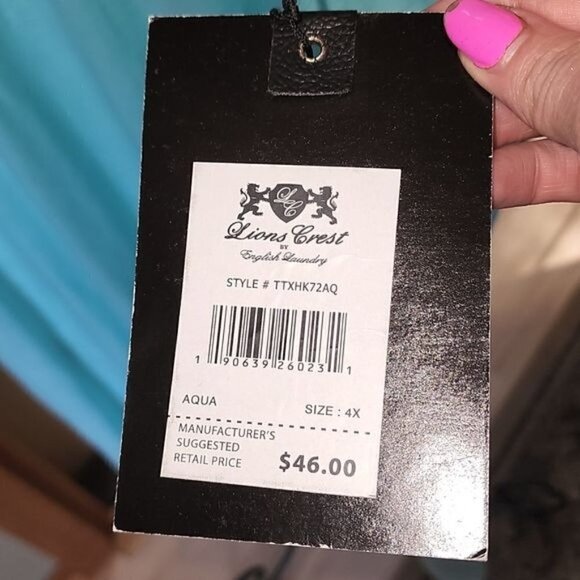 LC
Lions Crest
BY
English Laundry
STYLE # TTXHK72AQ
1 90639 26023 1
AQUA
SIZE : 4X
MANUFACTURER'S
SUGGESTED
RETAIL PRICE
$46.00